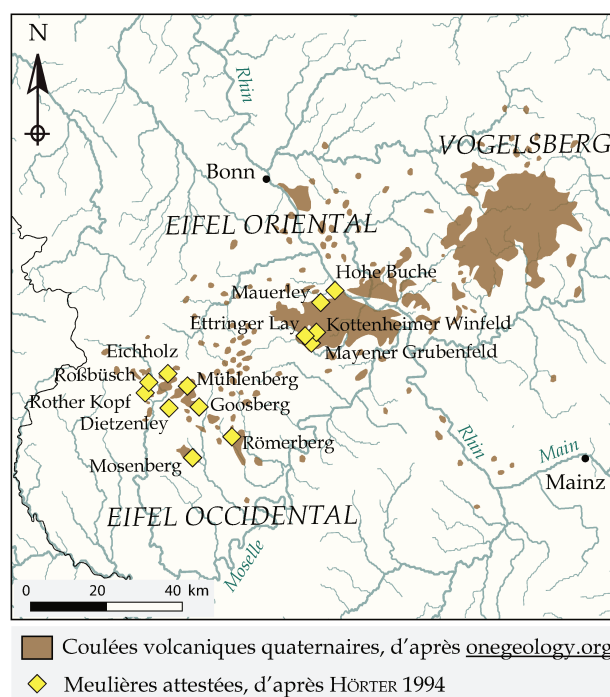 N
Rhin
VOGELSBERG
Bonn
EIFEL ORIENTAL
Hohe Buche
Mauerley
Ettringer Lay
Kottenheimer Winfeld
Mayener Grubenfeld
Eichholz
Roßbüsch
Mühlenberg
Rother Kopf
Goosberg
Dietzenley
Römerberg
Rhin
Main
Mosenberg
Mainz
EIFEL OCCIDENTAL
Moselle
0 20 40 km
Coulées volcaniques quaternaires, d'après onegeology.org
Meulières attestées, d'après HÖRTER 1994